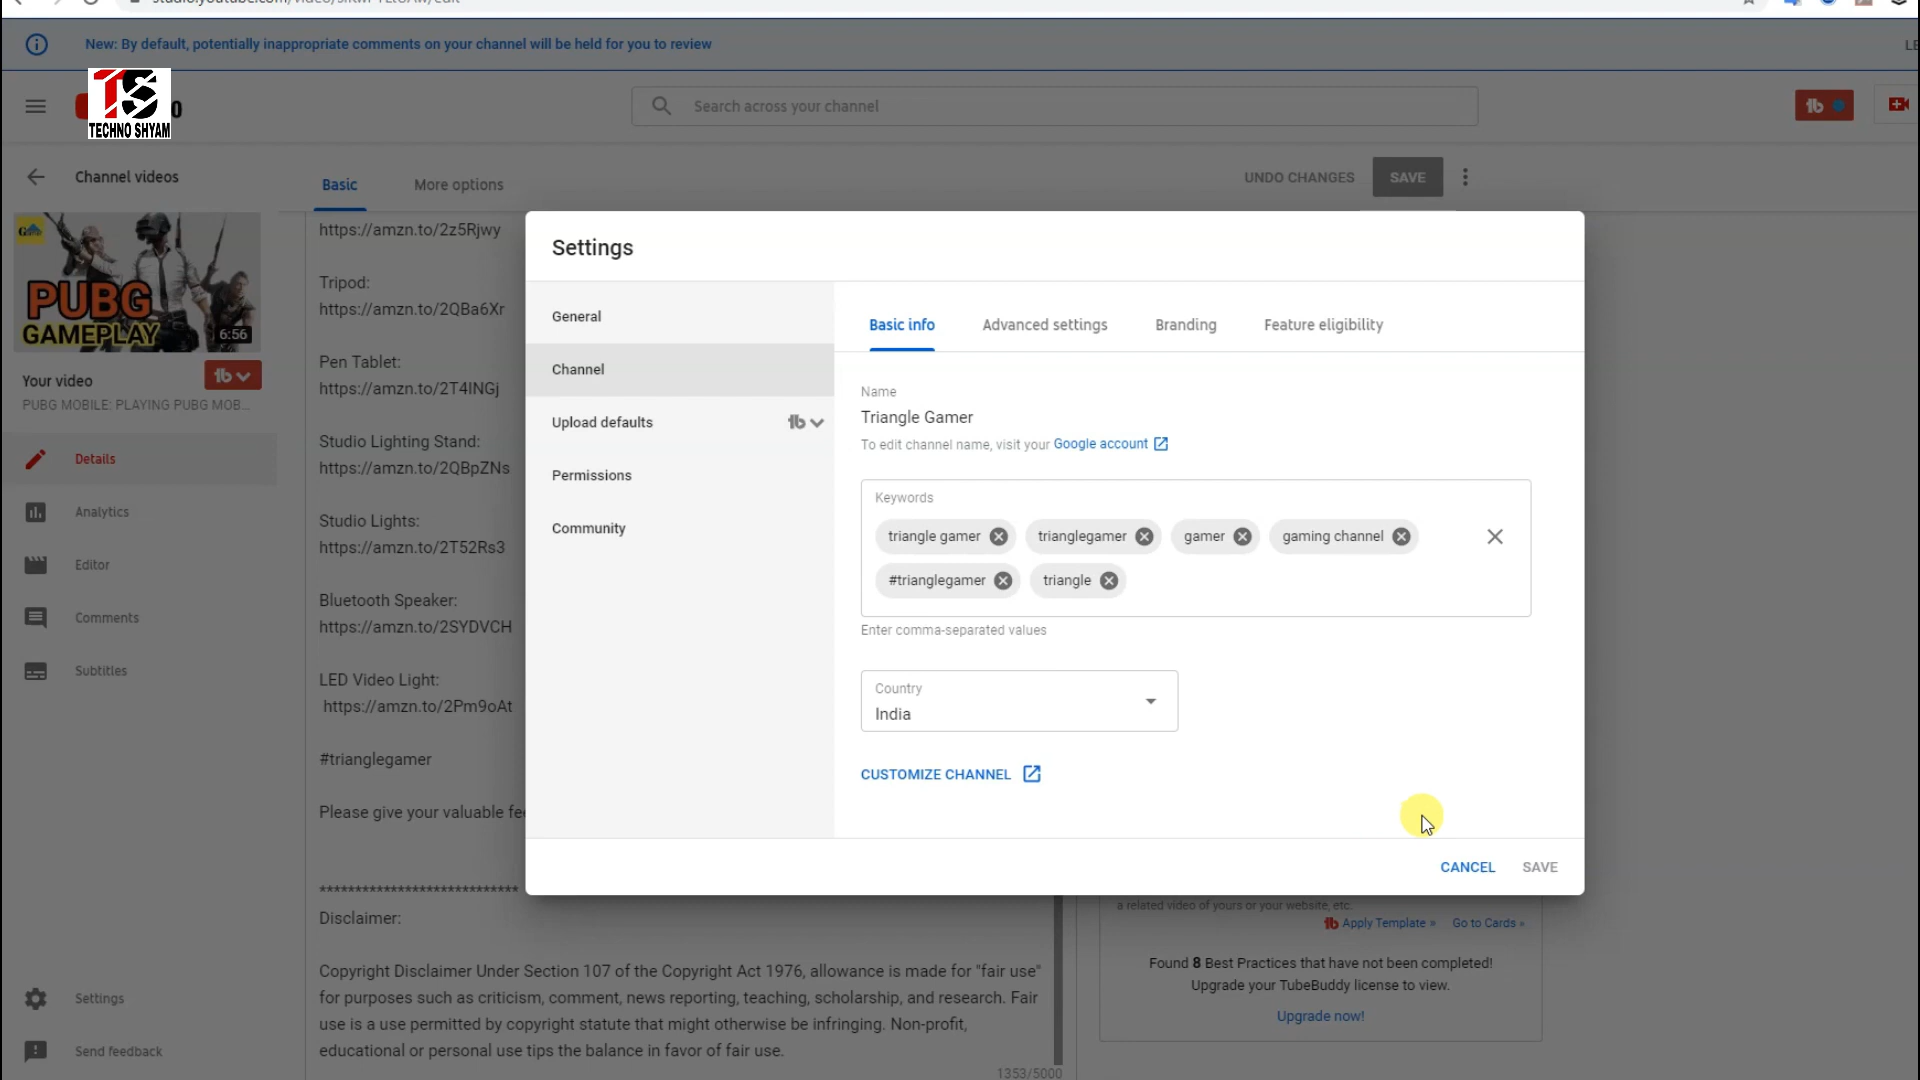 New: By default, potentially inappropriate comments on your channel will be held for you to review
TS
TECHNO SHYAM
Search across your channel
Channel videos
Basic
More options
UNDO CHANGES
SAVE
PUBG
GAMEPLAY
6:56
Your video
PUBG MOBILE: PLAYING PUBG MOB...
Details
Analytics
Editor
Comments
Subtitles
Settings
Send feedback
https://amzn.to/2z5Rjwy
Tripod:
https://amzn.to/2QBa6Xr
Pen Tablet:
https://amzn.to/2T4INGj
Studio Lighting Stand:
https://amzn.to/2QBpZNs
Studio Lights:
https://amzn.to/2T52Rs3
Bluetooth Speaker:
https://amzn.to/2SYDVCH
LED Video Light:
https://amzn.to/2Pm9oAt
#trianglegamer
Please give your valuable
****************************
Disclaimer:
Copyright Disclaimer Under Section 107 of the Copyright Act 1976, allowance is made for "fair use"
for purposes such as criticism, comment, news reporting, teaching, scholarship, and research. Fair
use is a use permitted by copyright statute that might otherwise be infringing. Non-profit,
educational or personal use tips the balance in favor of fair use.
1353/5000
Settings
General
Channel
Upload defaults
Permissions
Community
Basic info
Advanced settings
Branding
Feature eligibility
Name
Triangle Gamer
To edit channel name, visit your Google account
Keywords
triangle gamer
trianglegamer
gamer
gaming channel
#trianglegamer
triangle
Enter comma-separated values
Country
India
CUSTOMIZE CHANNEL
CANCEL
SAVE
a related video of yours or your website, etc.
Apply Template »
Go to Cards »
Found 8 Best Practices that have not been completed!
Upgrade your TubeBuddy license to view.
Upgrade now!